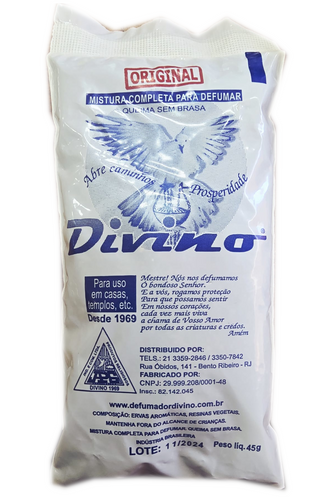 ORIGINAL
MISTURA COMPLETA PARA DEFUMAR
QUEIMA SEM BRASA
Abre caminhos
Prosperidade
Divino
Para uso
em casas,
templos, etc.
Desde 1969
Mestre! Nós nos defumamos
O bondoso Senhor.
E a vós, rogamos proteção
Para que possamos sentir
Em nossos corações,
cada vez mais viva
a chama de Vosso Amor
por todas as criaturas e credos.
Amém
DIVINO 1969
DISTRIBUIDO POR:
TELS.: 21 3359-2846 / 3350-7842
Rua Óbidos, 141 - Bento Ribeiro - RJ
FABRICADO POR:
CNPJ: 29.999.208/0001-48
Insc.: 82.142.045
www.defumadordivino.com.br
COMPOSIÇÃO: ERVAS AROMÁTICAS, RESINAS VEGETAIS.
MANTENHA FORA DO ALCANCE DE CRIANÇAS.
MISTURA COMPLETA PARA DEFUMAR. QUEIMA SEM BRASA,
INDÚSTRIA BRASILEIRA
LOTE: 11/2024 Peso líq. 45g